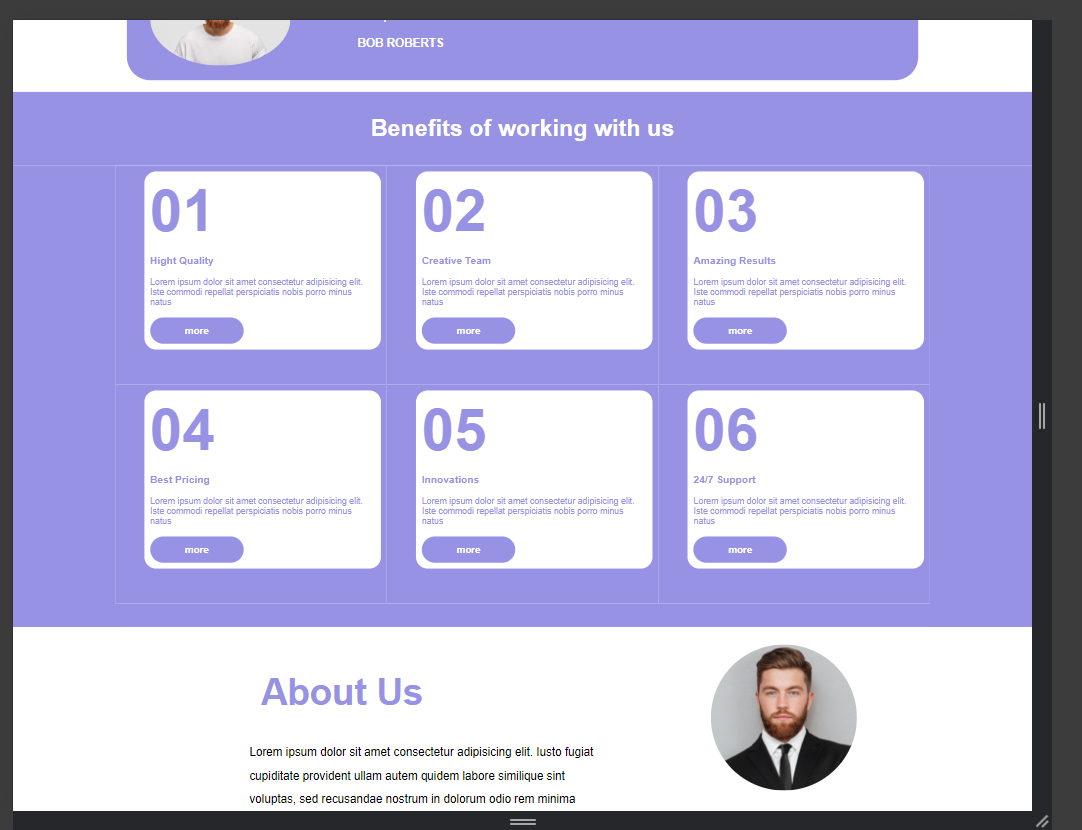 BOB ROBERTS
Benefits of working with us
01
02
03
Hight Quality
Creative Team
Amazing Results
Lorem ipsum dolor sit amet consectetur adipisicing elit.
Iste commodi repellat perspiciatis nobis porro minus
natus
Lorem ipsum dolor sit amet consectetur adipisicing elit.
Iste commodi repellat perspiciatis nobis porro minus
natus
Lorem ipsum dolor sit amet consectetur adipisicing elit.
Iste commodi repellat perspiciatis nobis porro minus
natus
more
more
more
04
05
06
Best Pricing
Innovations
24/7 Support
Lorem ipsum dolor sit amet consectetur adipisicing elit.
Iste commodi repellat perspiciatis nobis porro minus
natus
Lorem ipsum dolor sit amet consectetur adipisicing elit.
Iste commodi repellat perspiciatis nobis porro minus
natus
Lorem ipsum dolor sit amet consectetur adipisicing elit.
Iste commodi repellat perspiciatis nobis porro minus
natus
more
more
more
About Us
Lorem ipsum dolor sit amet consectetur adipisicing elit. Iusto fugiat
cupiditate provident ullam autem quidem labore similique sint
voluptas, sed recusandae nostrum in dolorum odio rem minima